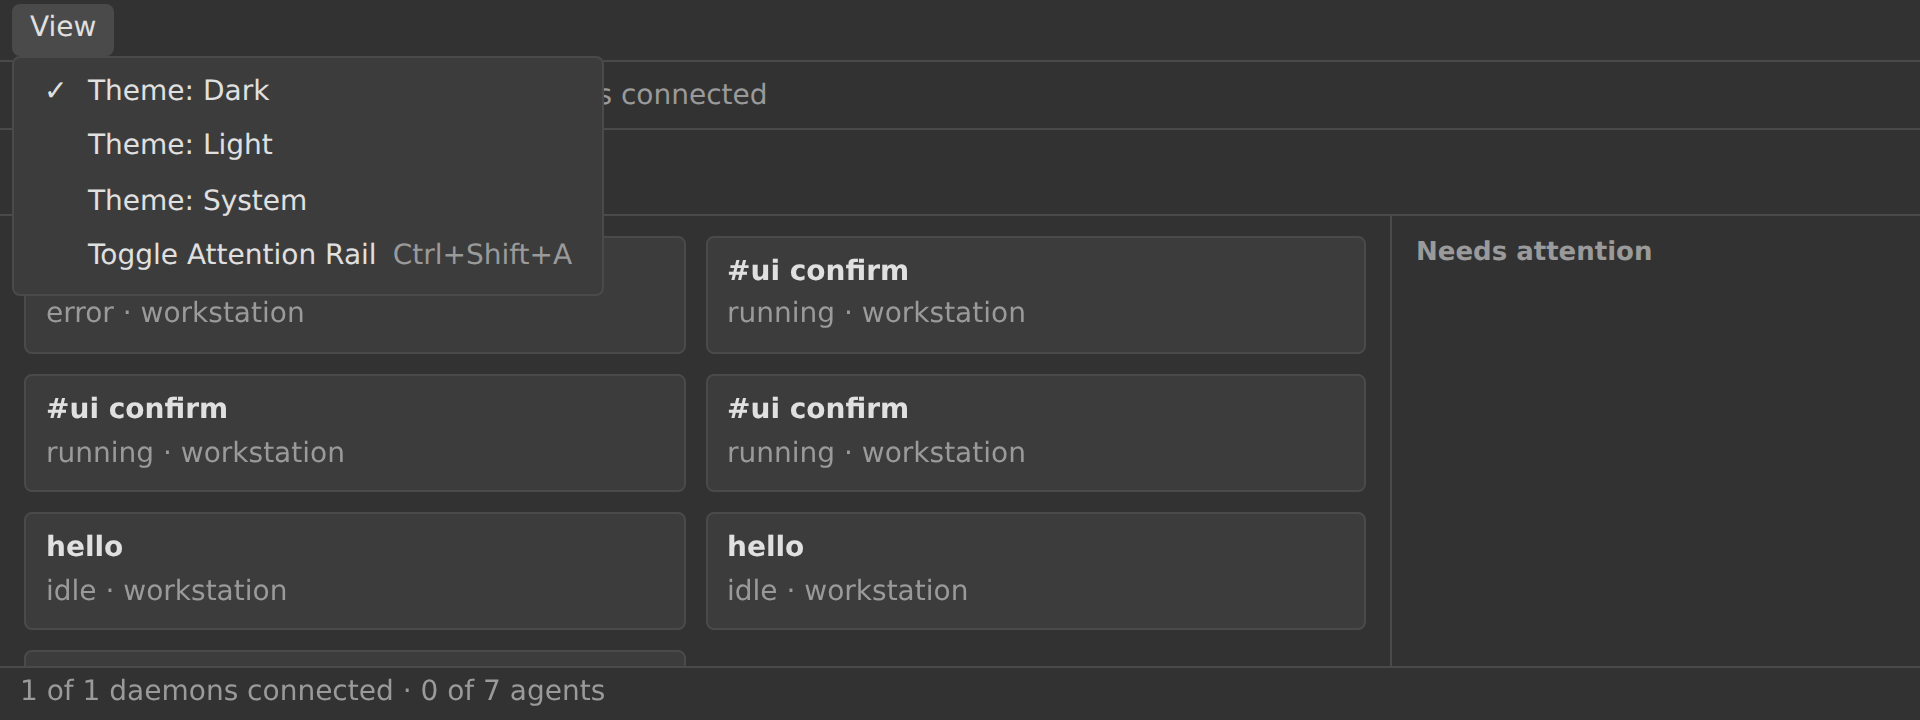 View
✓ Theme: Dark
Theme: Light
Theme: System
Toggle Attention Rail Ctrl+Shift+A
connected
error · workstation
#ui confirm
running · workstation
#ui confirm
running · workstation
#ui confirm
running · workstation
hello
idle · workstation
hello
idle · workstation
Needs attention
1 of 1 daemons connected · 0 of 7 agents